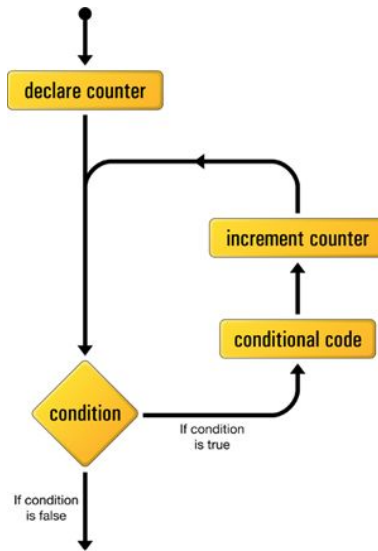 declare counter
increment counter
conditional code
condition
If condition
is true
If condition
is false